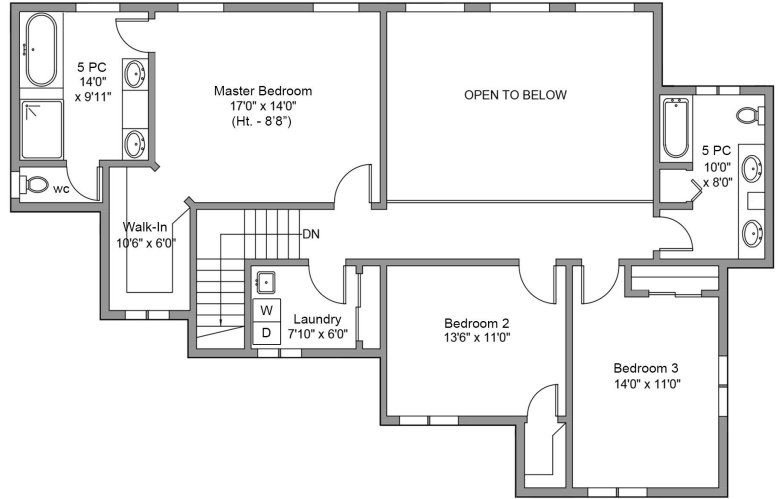 5 PC
14'0"
x 9'11"
Master Bedroom
17'0" x 14'0"
(Ht. - 8'8")
OPEN TO BELOW
5 PC
10'0"
x 8'0"
wc
Walk-In
10'6" x 6'0"
DN
W
D
Laundry
7'10" x 6'0"
Bedroom 2
13'6" x 11'0"
Bedroom 3
14'0" x 11'0"